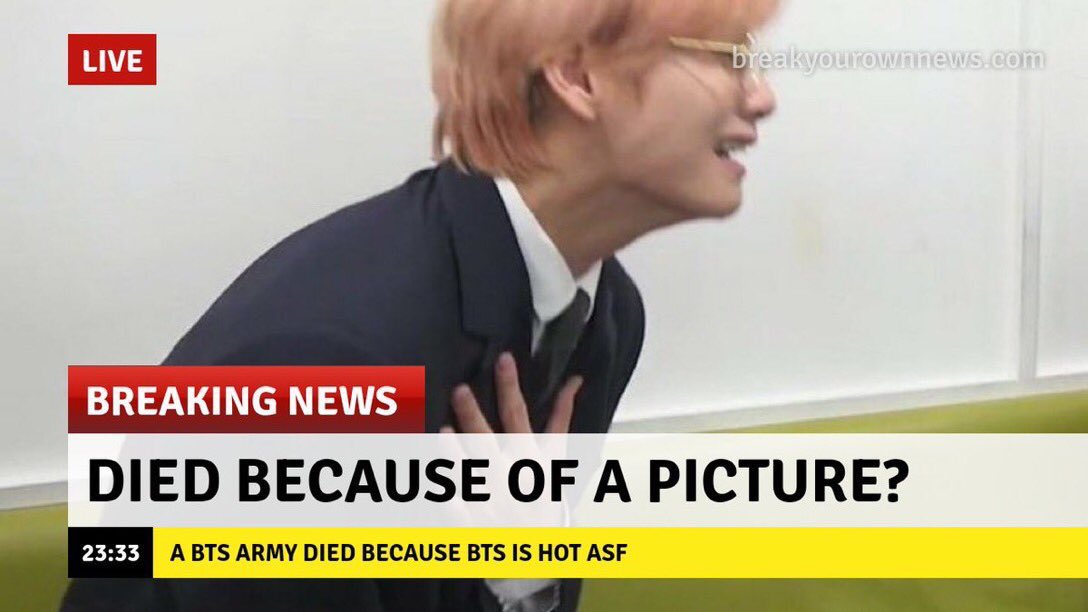 LIVE
breakyourownnews.com
BREAKING NEWS
DIED BECAUSE OF A PICTURE?
23:33 A BTS ARMY DIED BECAUSE BTS IS HOT ASF